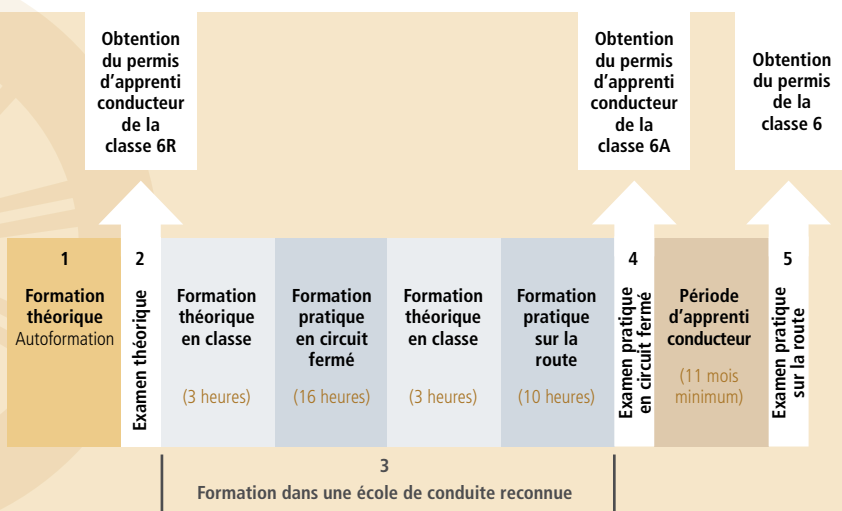 Obtention
du permis
d'apprenti
conducteur
de la
classe 6R
Obtention
du permis
d'apprenti
conducteur
de la
classe 6A
Obtention
du permis
de la
classe 6
1
Formation
théorique
Autoformation
2
Examen théorique
Formation
théorique
en classe
(3 heures)
Formation
pratique
en circuit
fermé
(16 heures)
Formation
théorique
en classe
(3 heures)
Formation
pratique
sur la
route
(10 heures)
4
Examen pratique
en circuit fermé
Période
d'apprenti
conducteur
(11 mois
minimum)
5
Examen pratique
sur la route
3
Formation dans une école de conduite reconnue